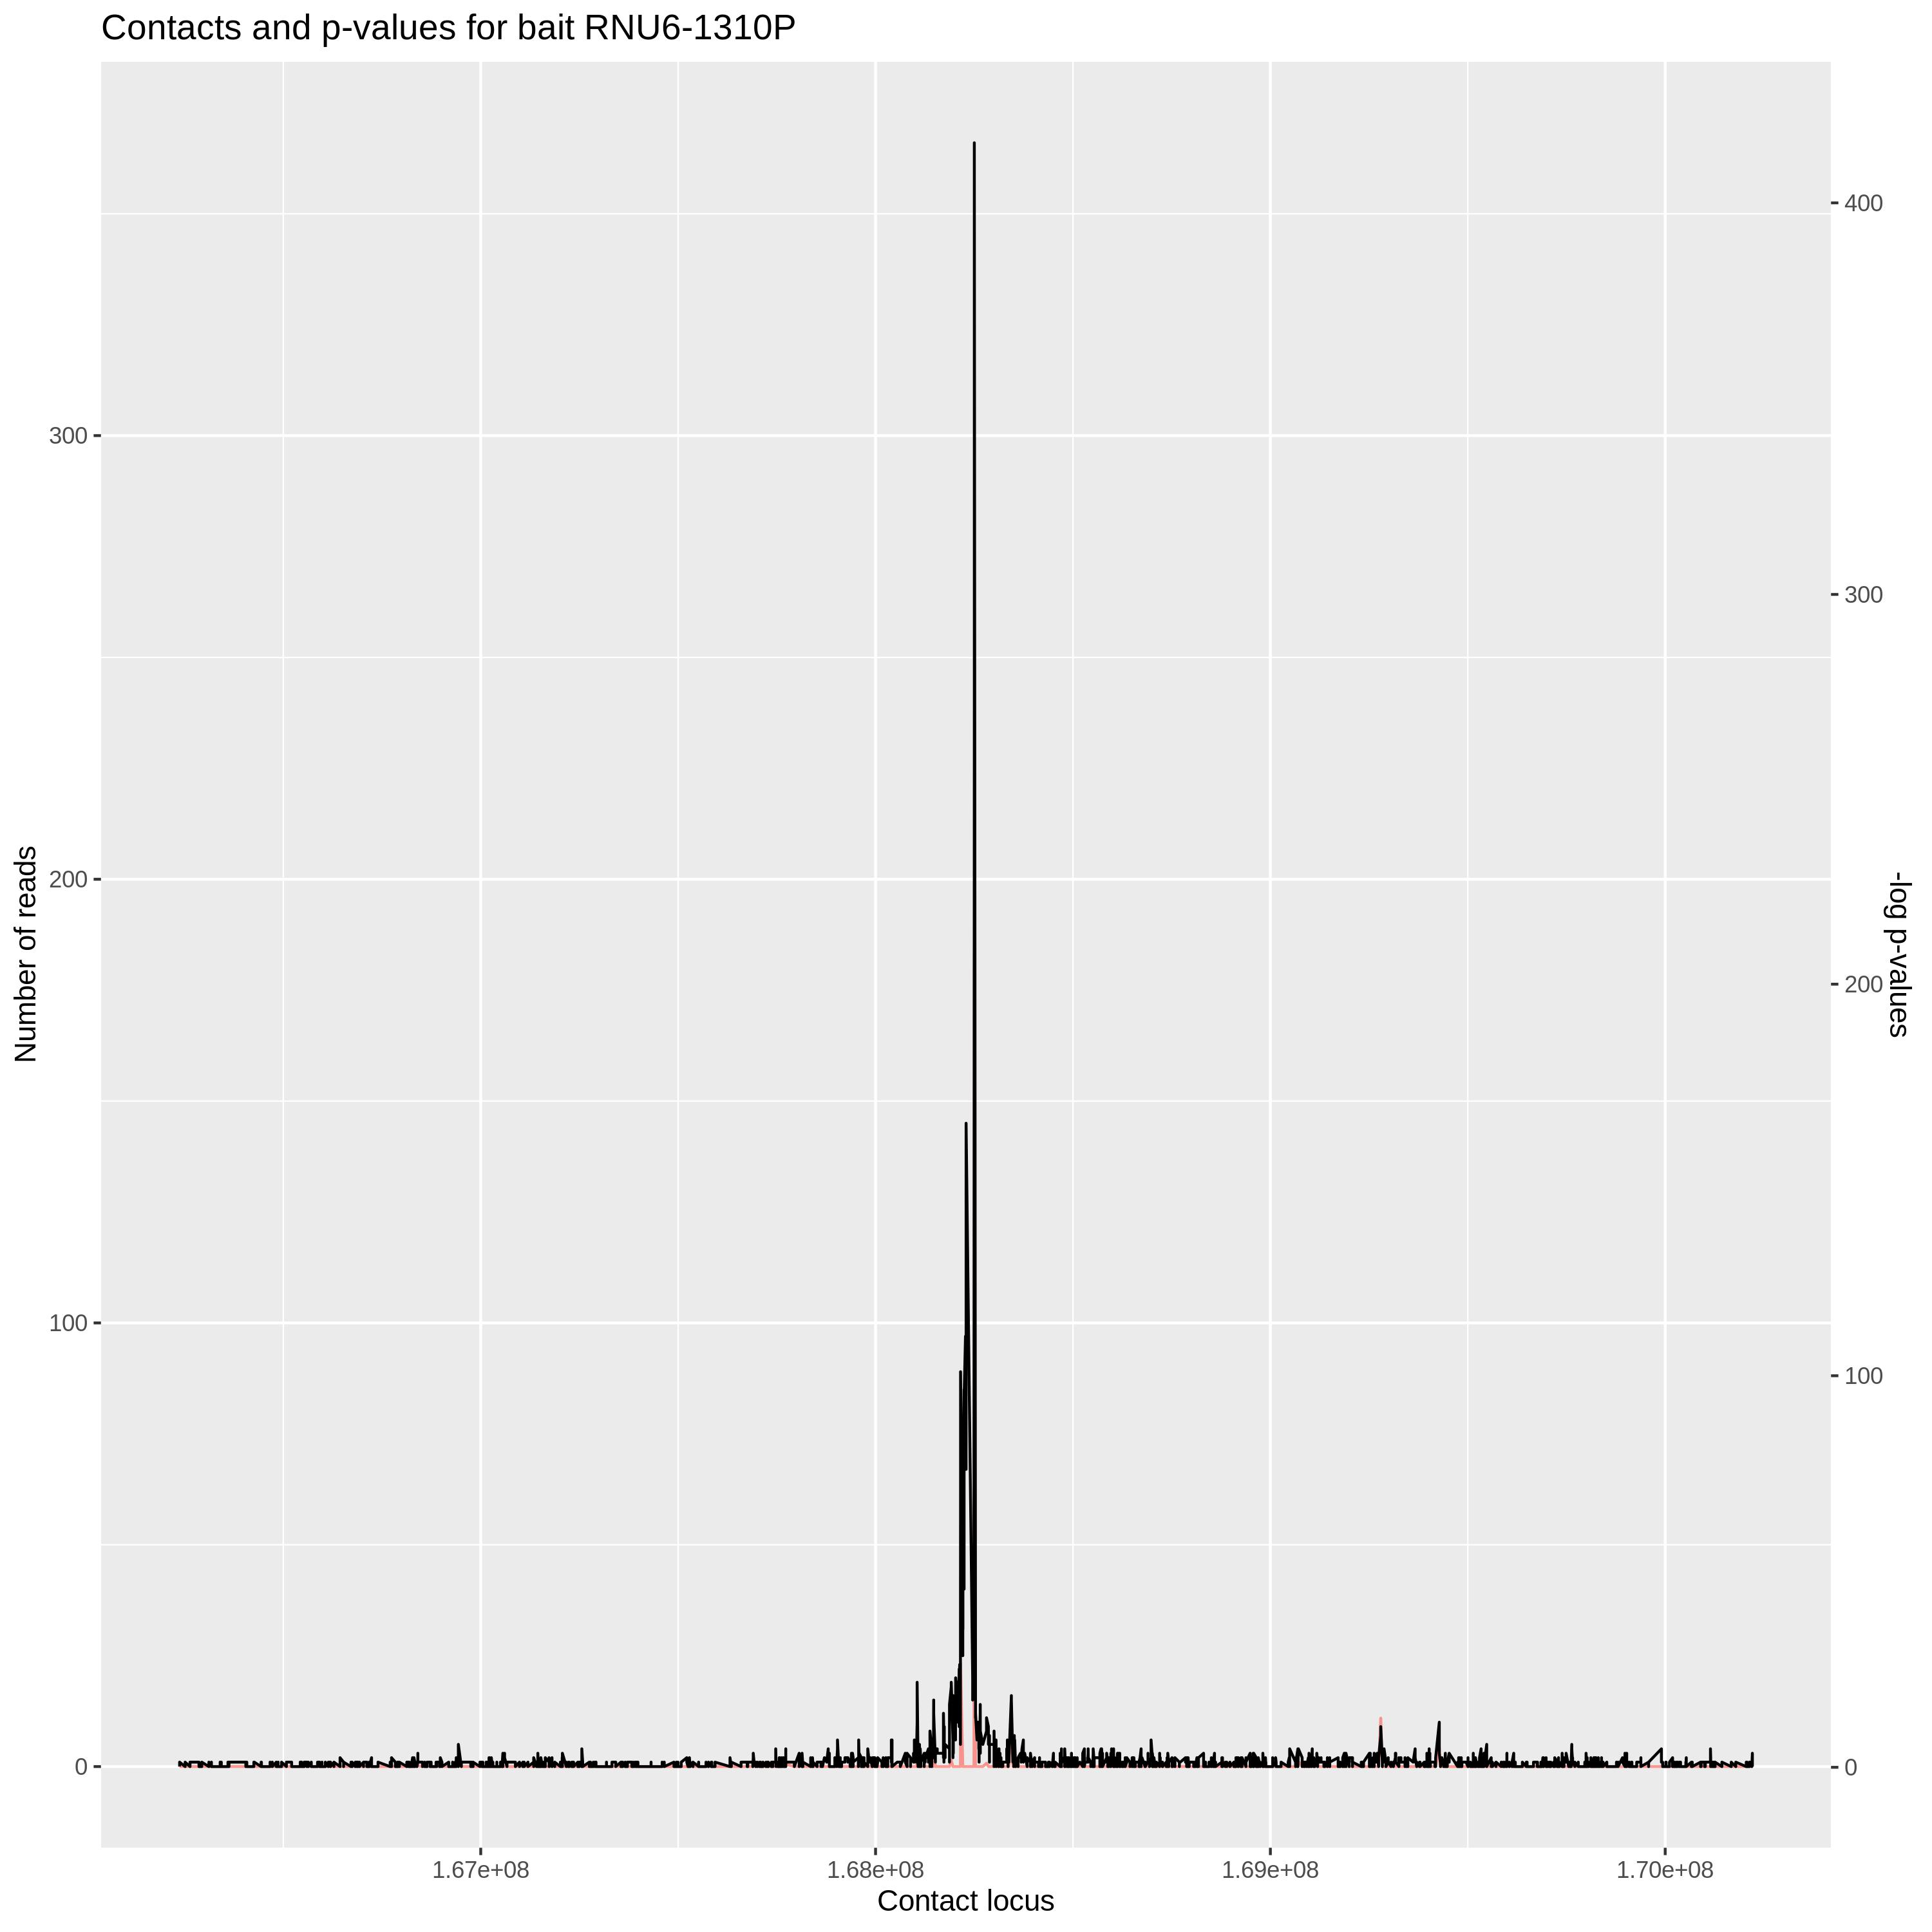 Contacts and p-values for bait RNU6-1310P
Number of reads
300
200
100
0
400
300
200
100
0
-log p-values
1.67e+08 1.68e+08 1.69e+08 1.70e+08
Contact locus